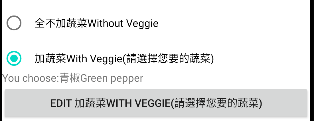 全不加蔬菜Without Veggie
加蔬菜With Veggie(請選擇您要的蔬菜)
You choose:青椒Green pepper
EDIT 加蔬菜WITH VEGGIE(請選擇您要的蔬菜)